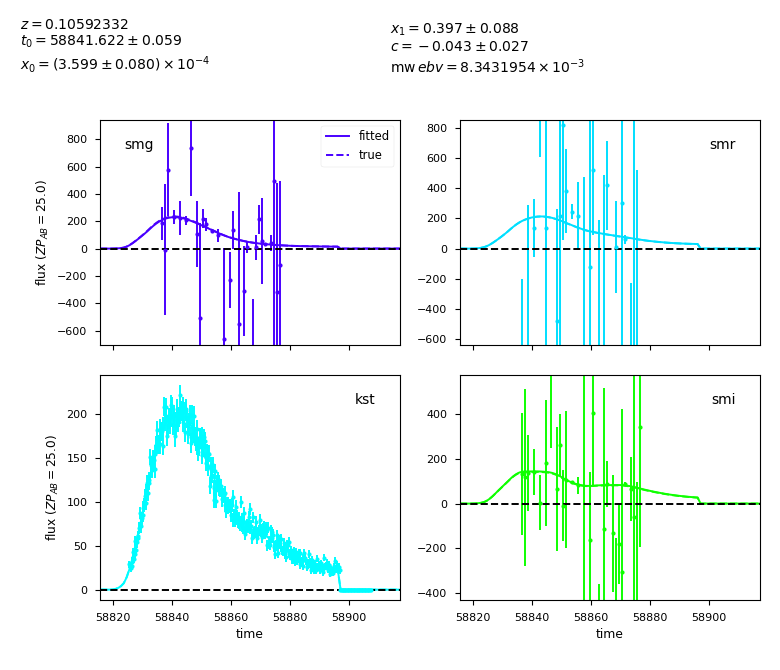 z = 0.10592332
t₀ = 58841.622 ± 0.059
x₀ = (3.599 ± 0.080) × 10⁻⁴
x₁ = 0.397 ± 0.088
c = −0.043 ± 0.027
mw ebv = 8.3431954 × 10⁻³
smg
fitted
true
800
600
400
200
0
−200
−400
−600
flux (ZP_AB = 25.0)
smr
800
600
400
200
0
−200
−400
−600
kst
200
150
100
50
0
flux (ZP_AB = 25.0)
58820 58840 58860 58880 58900
time
smi
400
200
0
−200
−400
58820 58840 58860 58880 58900
time